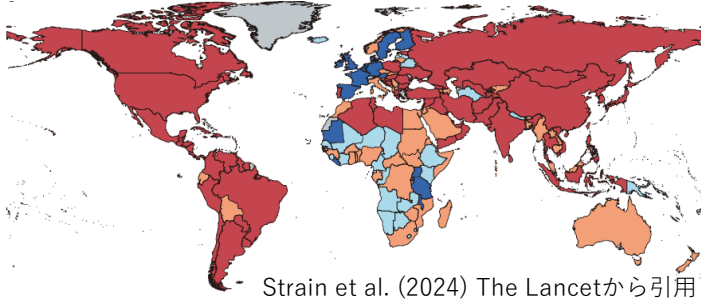 Strain et al. (2024) The Lancetから引用